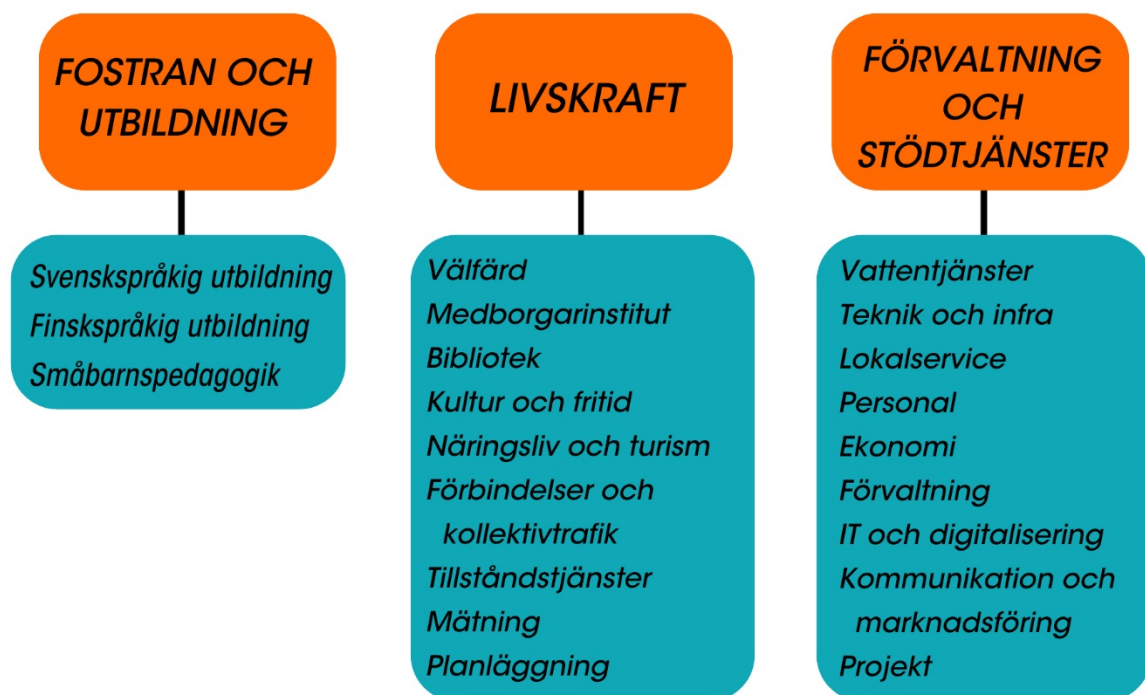 FOSTRAN OCH
UTBILDNING
Svenskspråkig utbildning
Finskspråkig utbildning
Småbarnspedagogik
LIVSKRAFT
Välfärd
Medborgarinstitut
Bibliotek
Kultur och fritid
Näringsliv och turism
Förbindelser och
kollektivtrafik
Tillståndstjänster
Mätning
Planläggning
FÖRVALTNING
OCH
STÖDTJÄNSTER
Vattentjänster
Teknik och infra
Lokalservice
Personal
Ekonomi
Förvaltning
IT och digitalisering
Kommunikation och
marknadsföring
Projekt